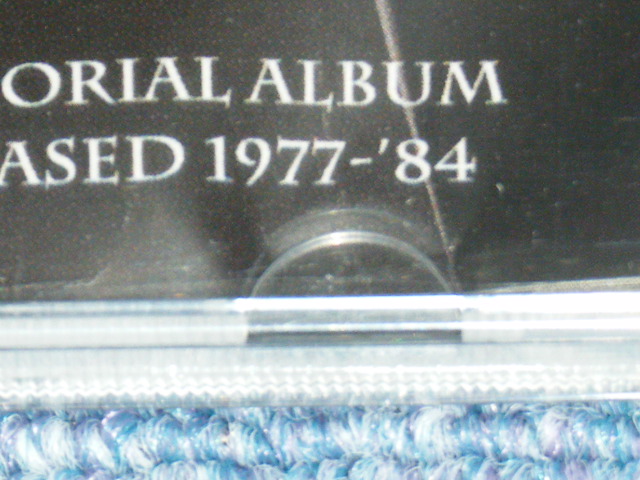 ORIAL ALBUM
ASED 1977-'84